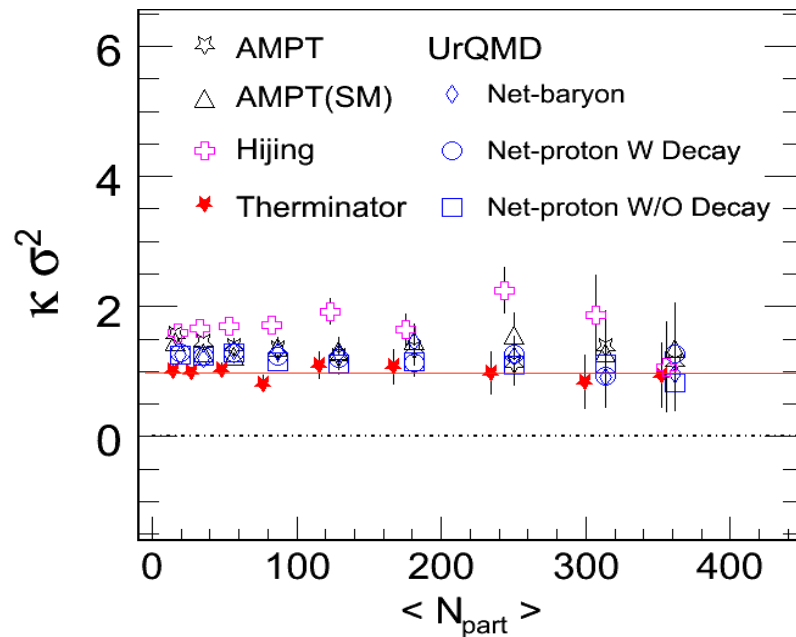 κ σ²
6
4
2
0
0
100
200
300
400
< Npart >
AMPT
AMPT(SM)
Hijing
Therminator
UrQMD
Net-baryon
Net-proton W Decay
Net-proton W/O Decay